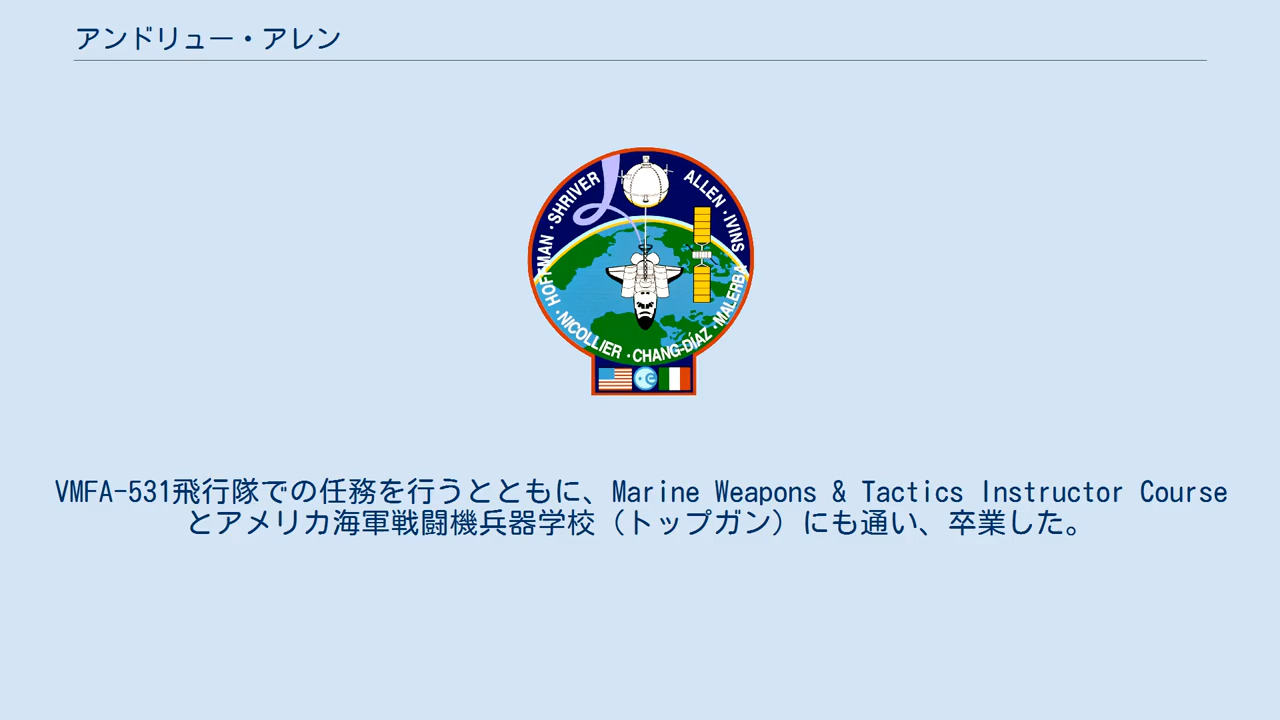 アンドリュー・アレン
HOFFMAN・SHRIVER
ALLEN・IVINS
NICOLLIER・CHANG-DÍAZ・MALERBA
VMFA-531飛行隊での任務を行うとともに、Marine Weapons & Tactics Instructor Course
とアメリカ海軍戦闘機兵器学校（トップガン）にも通い、卒業した。